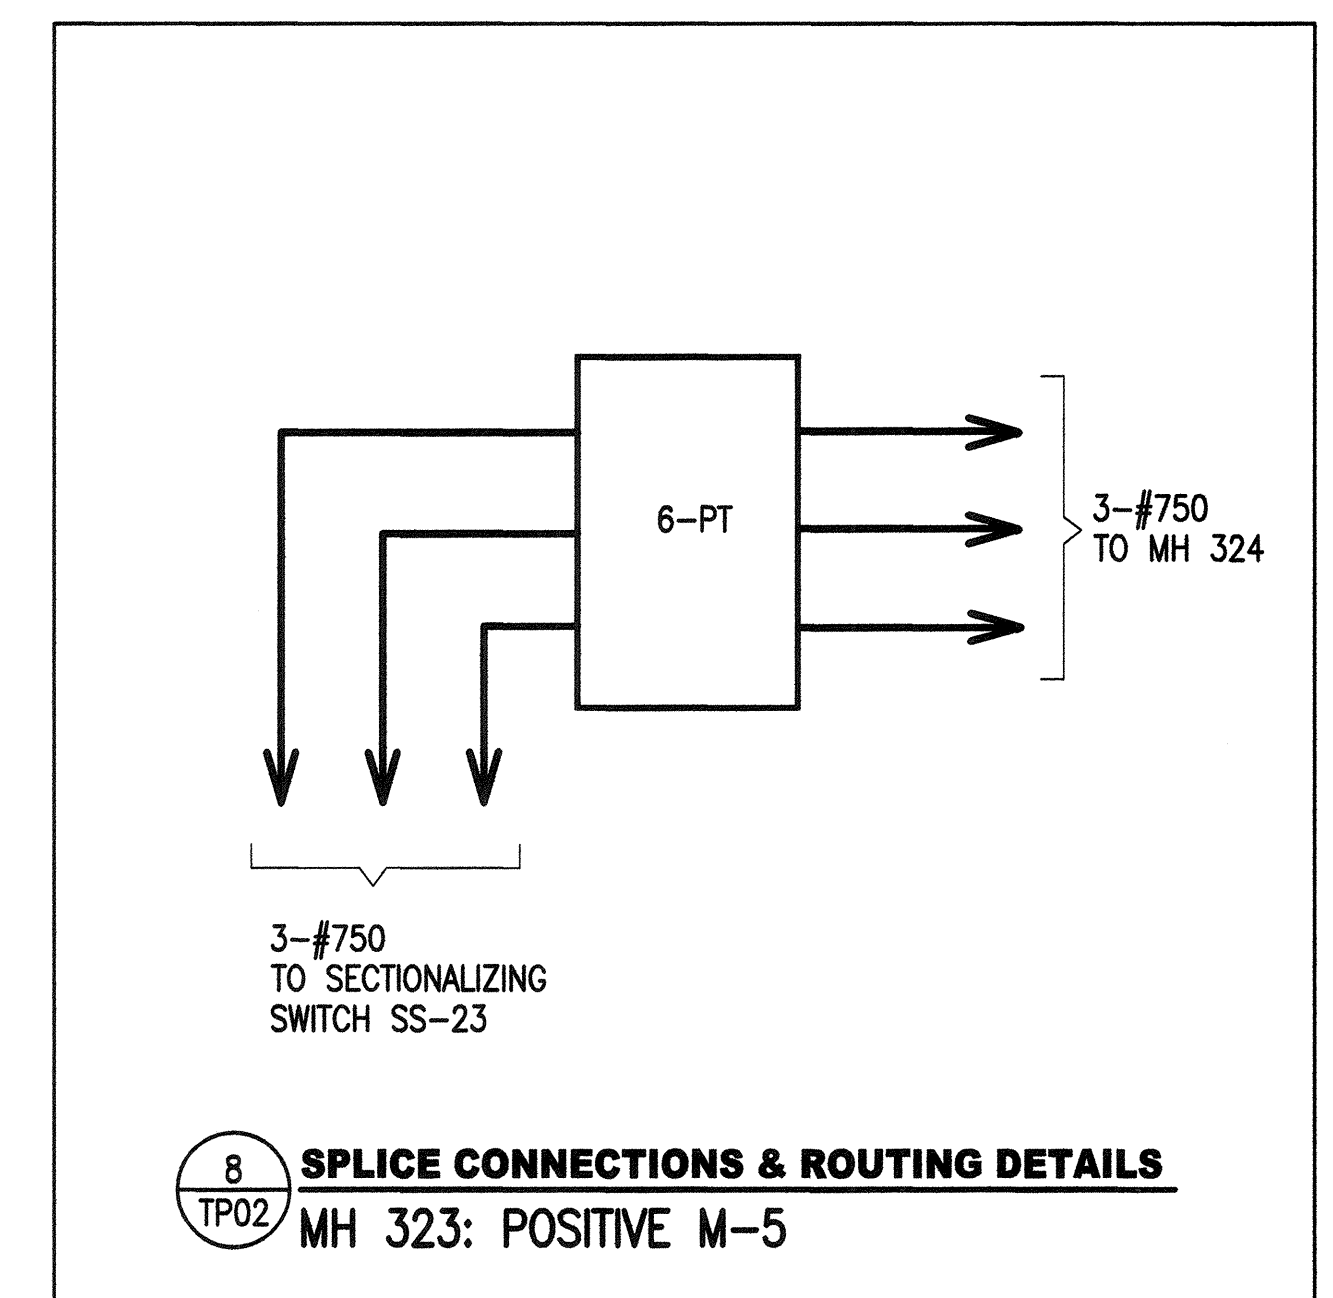 6-PT
3-#750
TO MH 324
3-#750
TO SECTIONALIZING
SWITCH SS-23
8
TP02
SPLICE CONNECTIONS & ROUTING DETAILS
MH 323: POSITIVE M-5